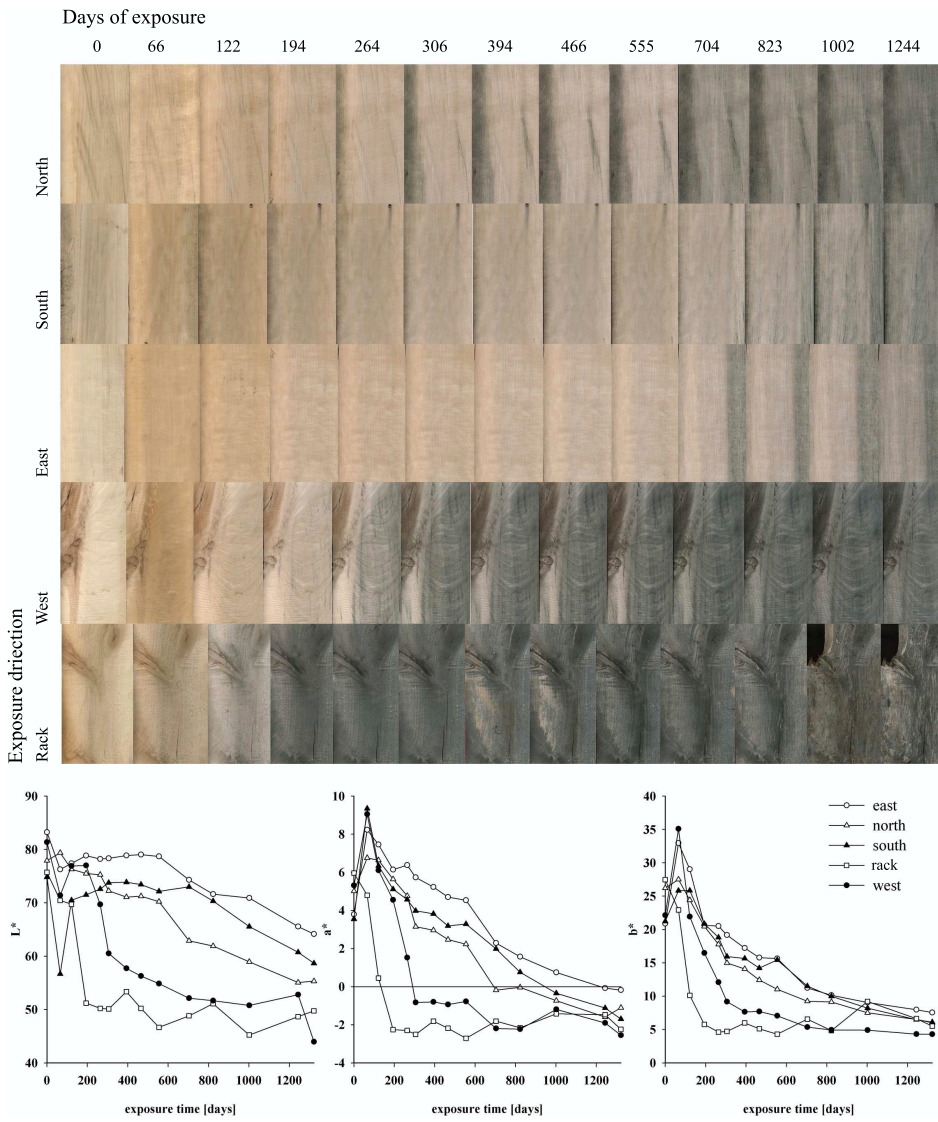 Days of exposure
0 66 122 194 264 306 394 466 555 704 823 1002 1244
North
South
East
West
Rack
Exposure driection
90
80
70
60
50
40
L*
0 200 400 600 800 1000 1200
exposure time [days]
10
8
6
4
2
0
-2
-4
a*
0 200 400 600 800 1000 1200
exposure time [days]
40
35
30
25
20
15
10
5
0
b*
0 200 400 600 800 1000 1200
exposure time [days]
east
north
south
rack
west